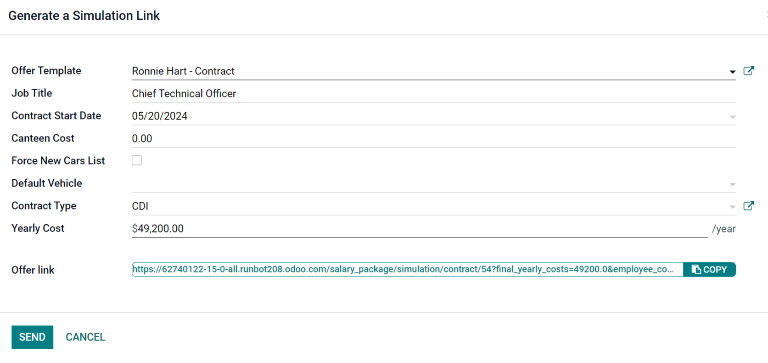 Generate a Simulation Link
Offer Template Ronnie Hart - Contract
Job Title Chief Technical Officer
Contract Start Date 05/20/2024
Canteen Cost 0.00
Force New Cars List
Default Vehicle
Contract Type CDI
Yearly Cost $49,200.00 /year
Offer link https://62740122-15-0-all.runbot208.odoo.com/salary_package/simulation/contract/54?final_yearly_costs=49200.0&employee_co... COPY
SEND CANCEL